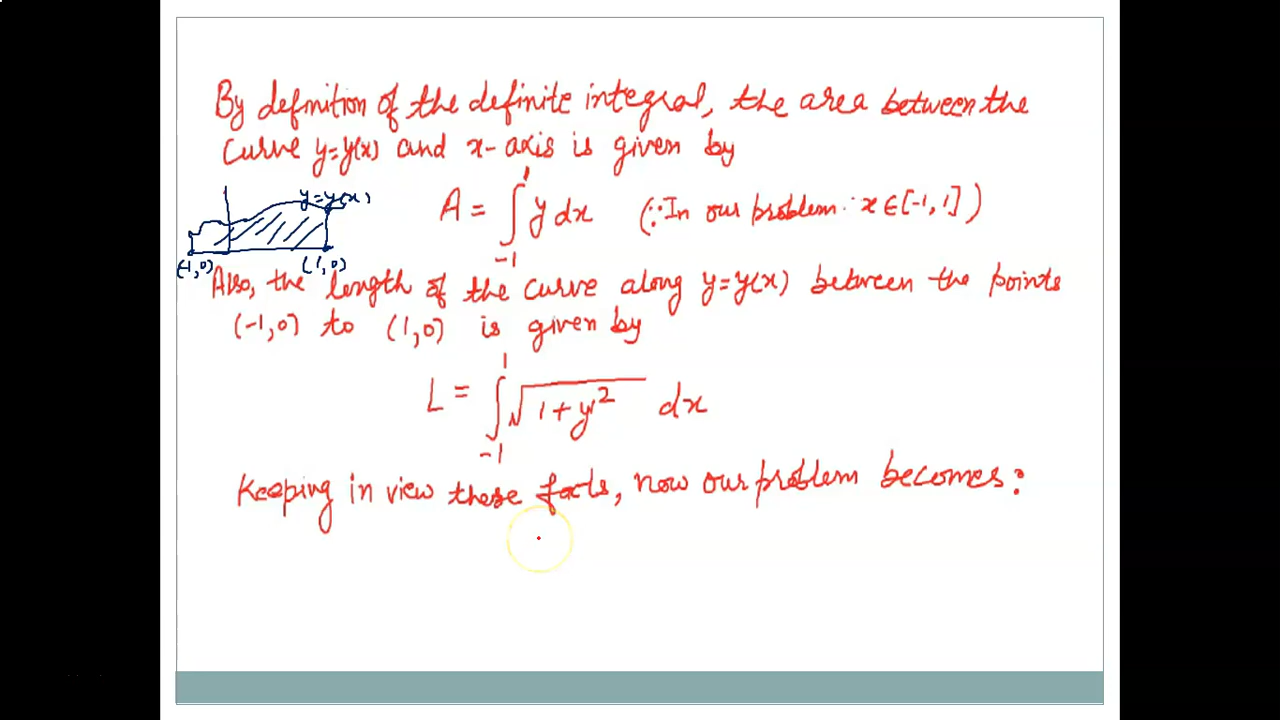 By definition of the definite integral, the area between the
curve y=y(x) and x-axis is given by
y=y(x)
A = ∫_{-1}^{1} y dx (∵ In our problem x ∈ [-1, 1])
(-1,0) (1,0)
Also, the length of the curve along y=y(x) between the points
(-1,0) to (1,0) is given by
L = ∫_{-1}^{1} √(1+y'²) dx
Keeping in view these facts, now our problem becomes: